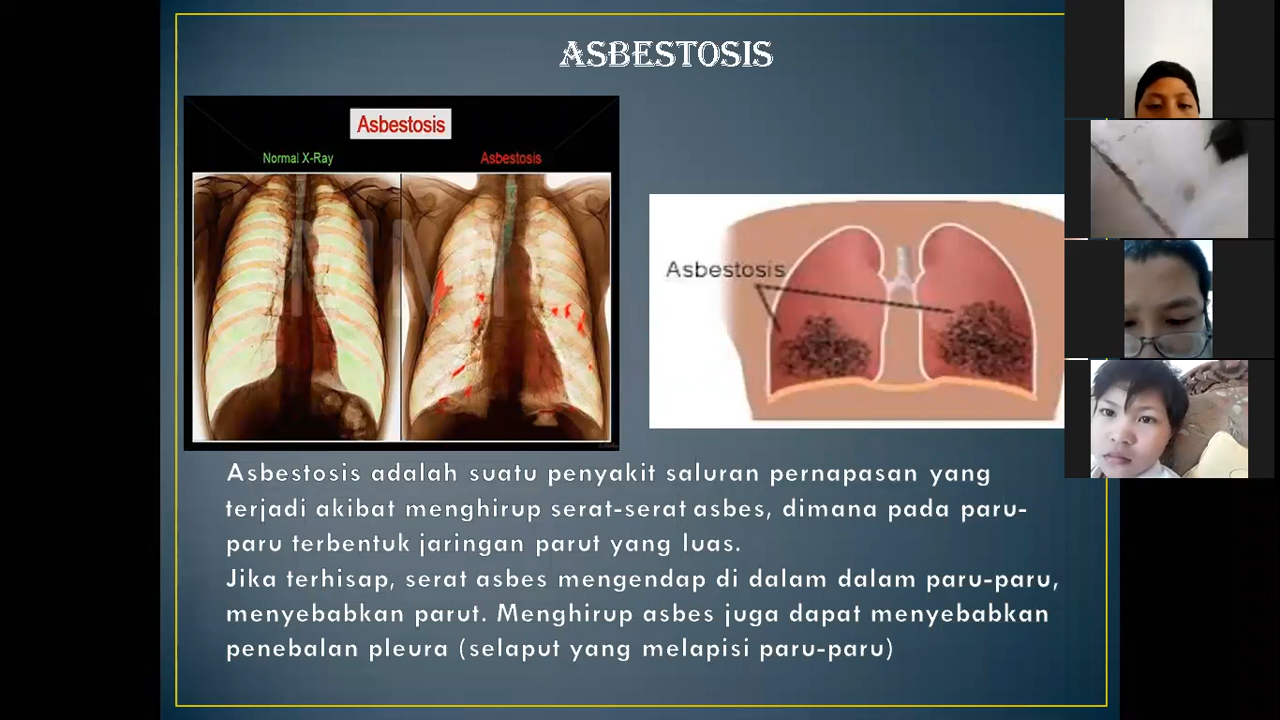 ASBESTOSIS
Asbestosis
Normal X-Ray
Asbestosis
Asbestosis
Asbestosis adalah suatu penyakit saluran pernapasan yang
terjadi akibat menghirup serat-serat asbes, dimana pada paru-
paru terbentuk jaringan parut yang luas.
Jika terhisap, serat asbes mengendap di dalam dalam paru-paru,
menyebabkan parut. Menghirup asbes juga dapat menyebabkan
penebalan pleura (selaput yang melapisi paru-paru)